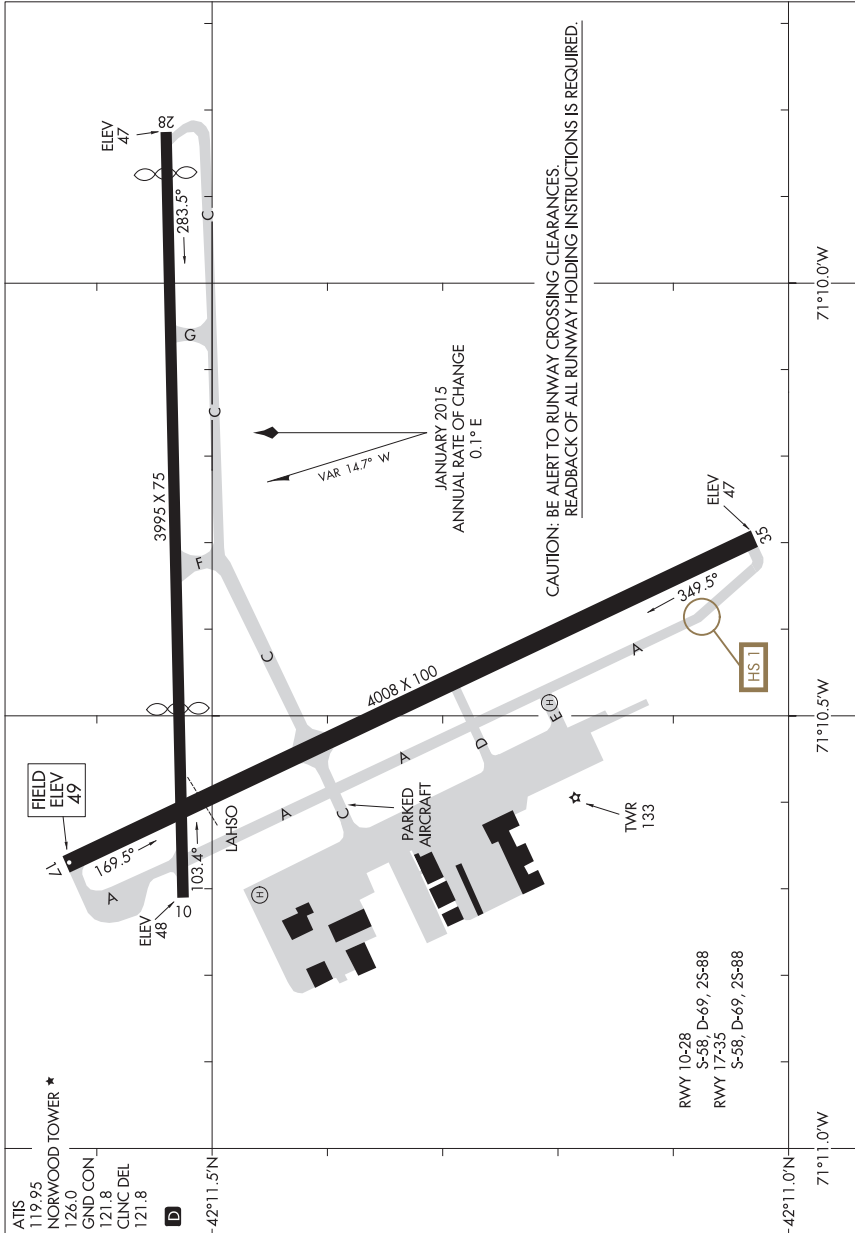 ATIS
119.95
NORWOOD TOWER ★
126.0
GND CON
121.8
CLNC DEL
121.8
D
FIELD
ELEV
49
17
169.5°
A
ELEV
48
10
103.4°
LAHSO
3995 X 75
283.5°
28
ELEV
47
C
G
C
F
C
A
C
A
H
PARKED
AIRCRAFT
4008 X 100
D
E
H
A
TWR
133
HS 1
349.5°
35
ELEV
47
VAR 14.7° W
JANUARY 2015
ANNUAL RATE OF CHANGE
0.1° E
CAUTION: BE ALERT TO RUNWAY CROSSING CLEARANCES.
READBACK OF ALL RUNWAY HOLDING INSTRUCTIONS IS REQUIRED.
RWY 10-28
S-58, D-69, 2S-88
RWY 17-35
S-58, D-69, 2S-88
42°11.5'N
42°11.0'N
71°11.0'W
71°10.5'W
71°10.0'W